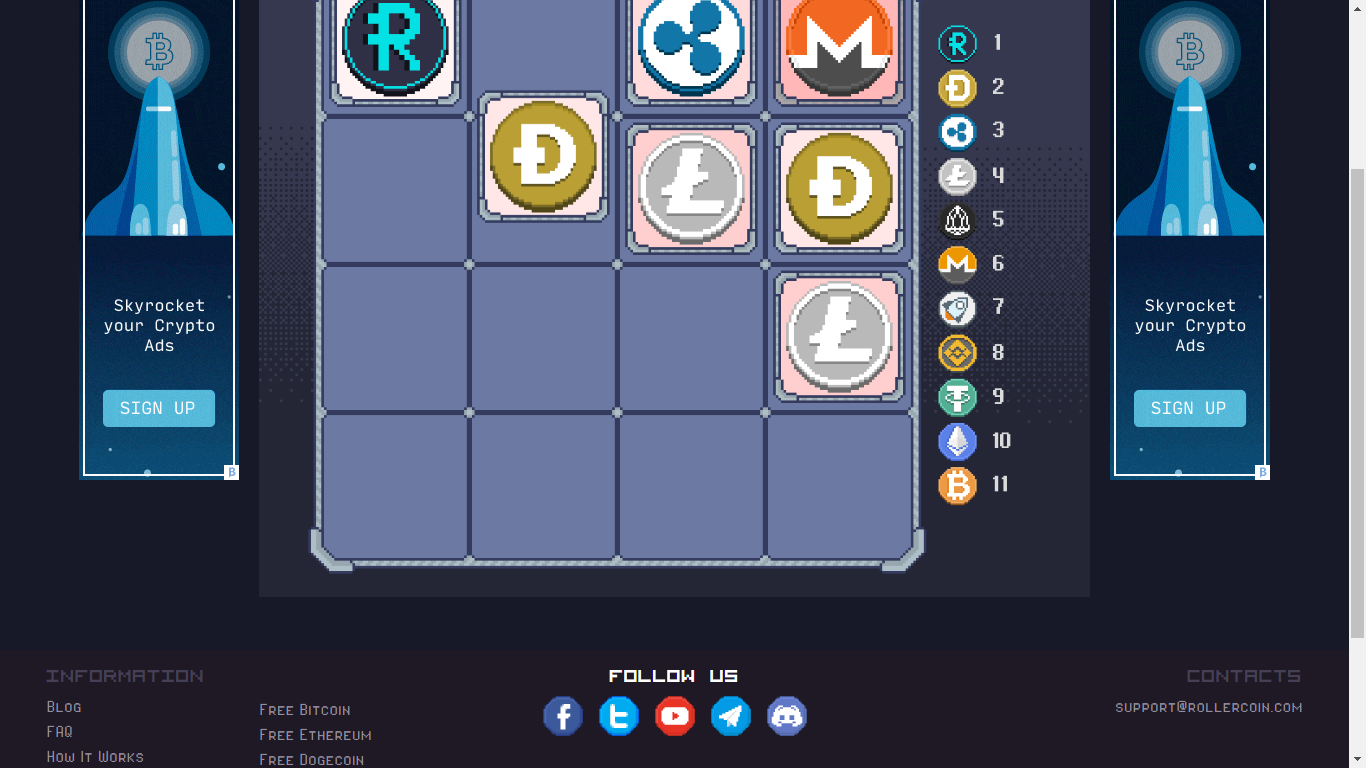 1
2
3
4
5
6
7
8
9
10
11
Skyrocket
your Crypto
Ads
SIGN UP
Skyrocket
your Crypto
Ads
SIGN UP
INFORMATION
Blog
FAQ
How It Works
Free Bitcoin
Free Ethereum
Free Dogecoin
FOLLOW US
CONTACTS
support@rollercoin.com